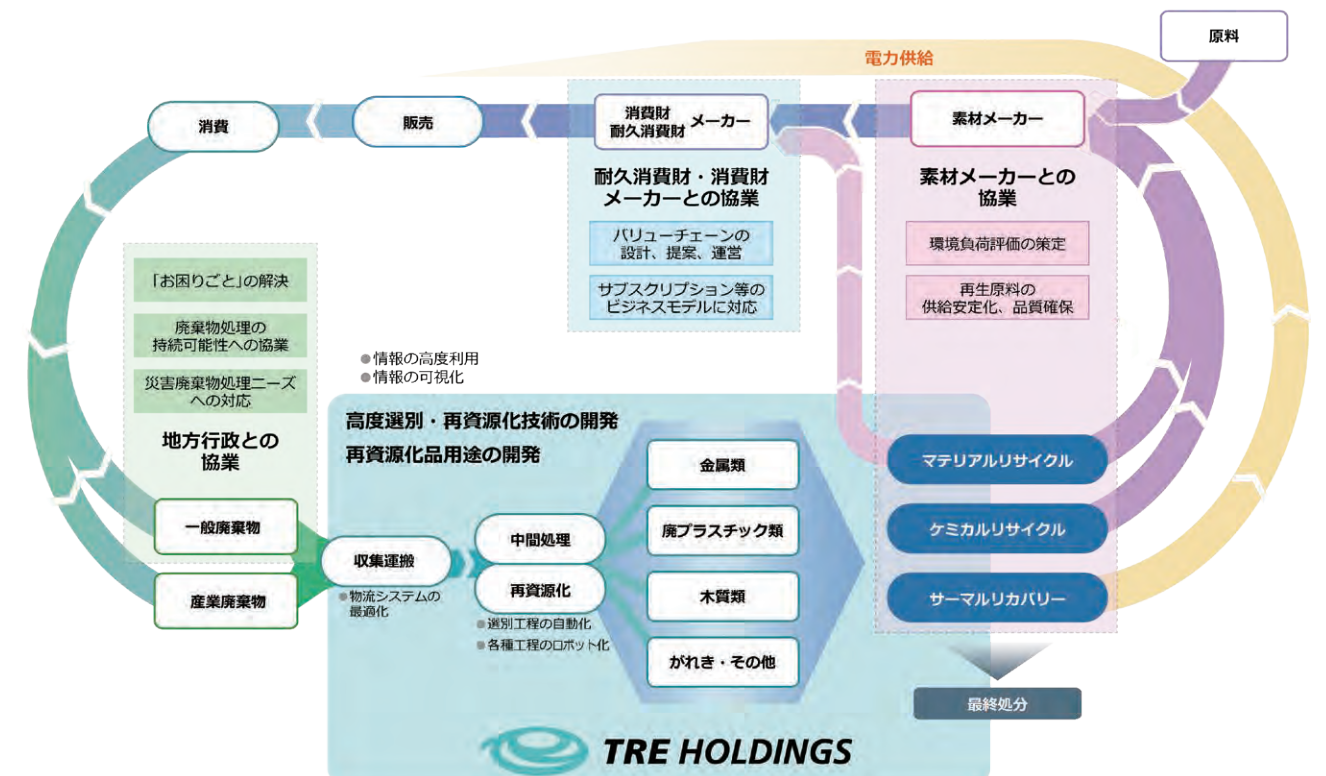 原料
電力供給
消費
販売
消費財
耐久消費財
メーカー
素材メーカー
耐久消費財・消費財
メーカーとの協業
バリューチェーンの
設計、提案、運営
サブスクリプション等の
ビジネスモデルに対応
素材メーカーとの
協業
環境負荷評価の策定
再生原料の
供給安定化、品質確保
「お困りごと」の解決
廃棄物処理の
持続可能性への協業
災害廃棄物処理ニーズ
への対応
地方行政との
協業
一般廃棄物
産業廃棄物
●情報の高度利用
●情報の可視化
高度選別・再資源化技術の開発
再資源化品用途の開発
収集運搬
●物流システムの
最適化
中間処理
再資源化
●選別工程の自動化
●各種工程のロボット化
金属類
廃プラスチック類
木質類
がれき・その他
マテリアルリサイクル
ケミカルリサイクル
サーマルリカバリー
最終処分
TRE HOLDINGS